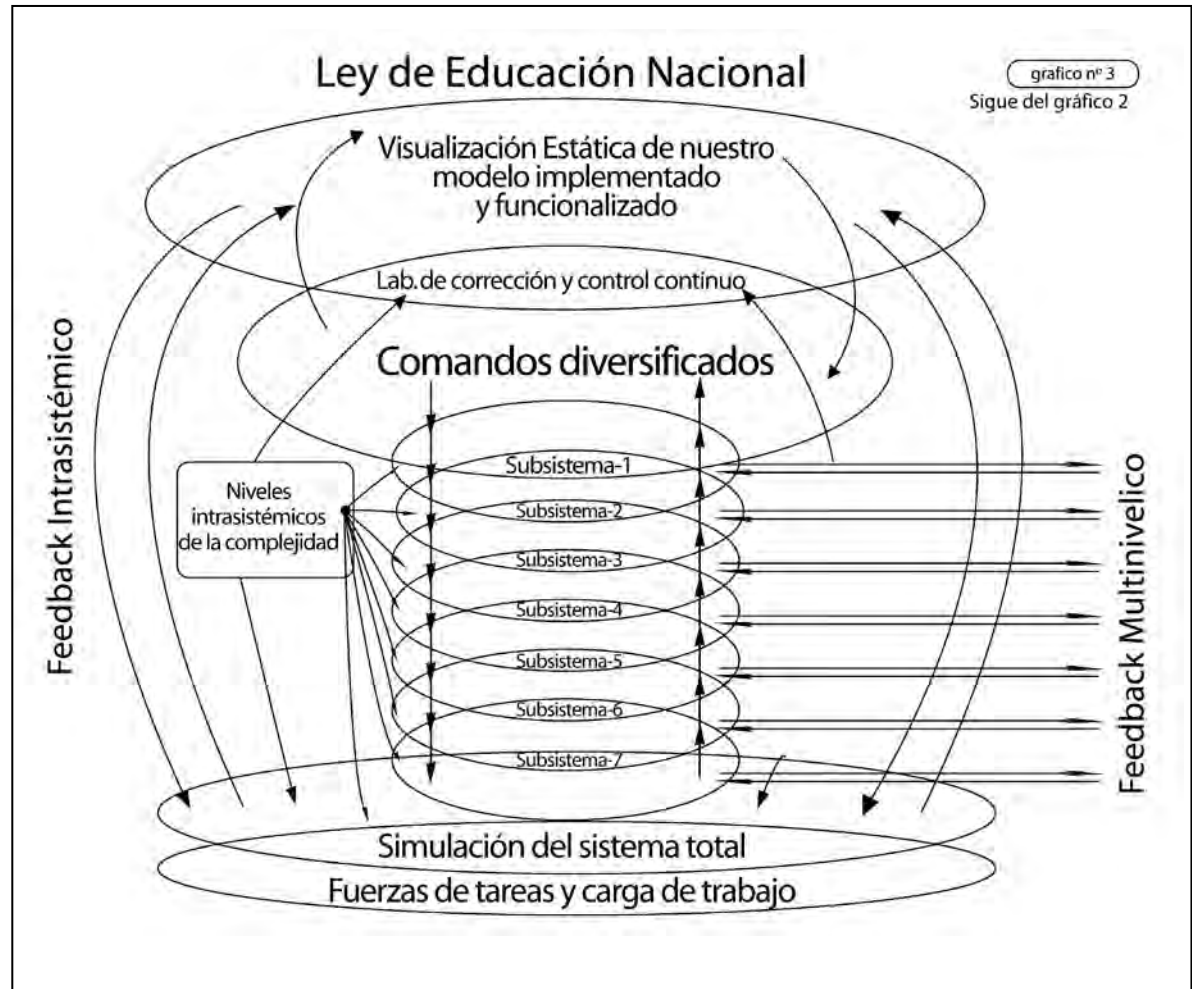 Ley de Educación Nacional
grafico nº 3
Sigue del gráfico 2
Visualización Estática de nuestro
modelo implementado
y funcionalizado
Lab. de corrección y control contínuo
Comandos diversificados
Feedback Intrasistémico
Niveles
intrasistémicos
de la complejidad
Subsistema-1
Subsistema-2
Subsistema-3
Subsistema-4
Subsistema-5
Subsistema-6
Subsistema-7
Feedback Multinivelico
Simulación del sistema total
Fuerzas de tareas y carga de trabajo